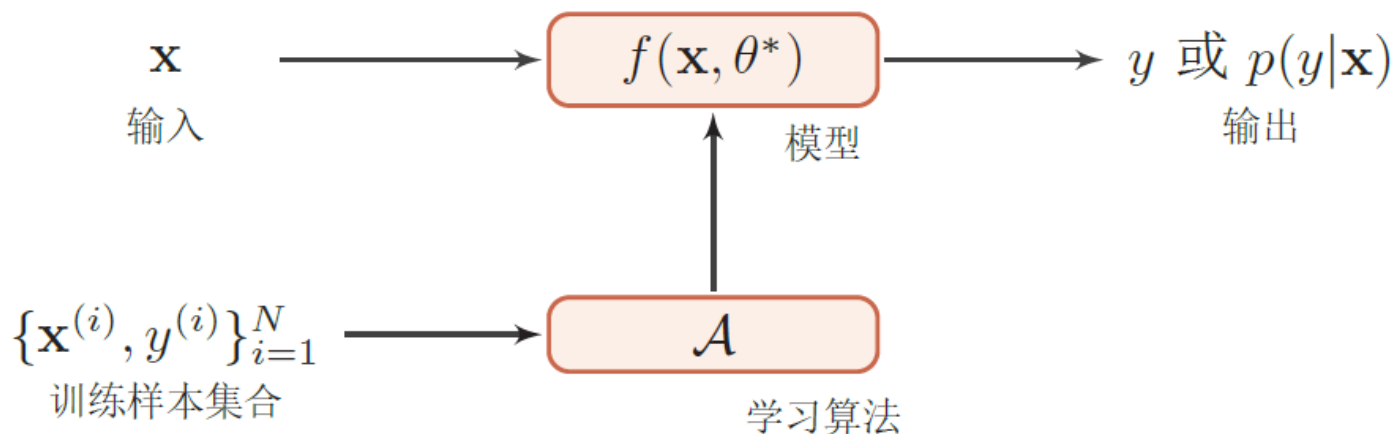 x
输入
f(x, θ*)
模型
y 或 p(y|x)
输出
{x^{(i)}, y^{(i)}}_{i=1}^{N}
训练样本集合
𝒜
学习算法